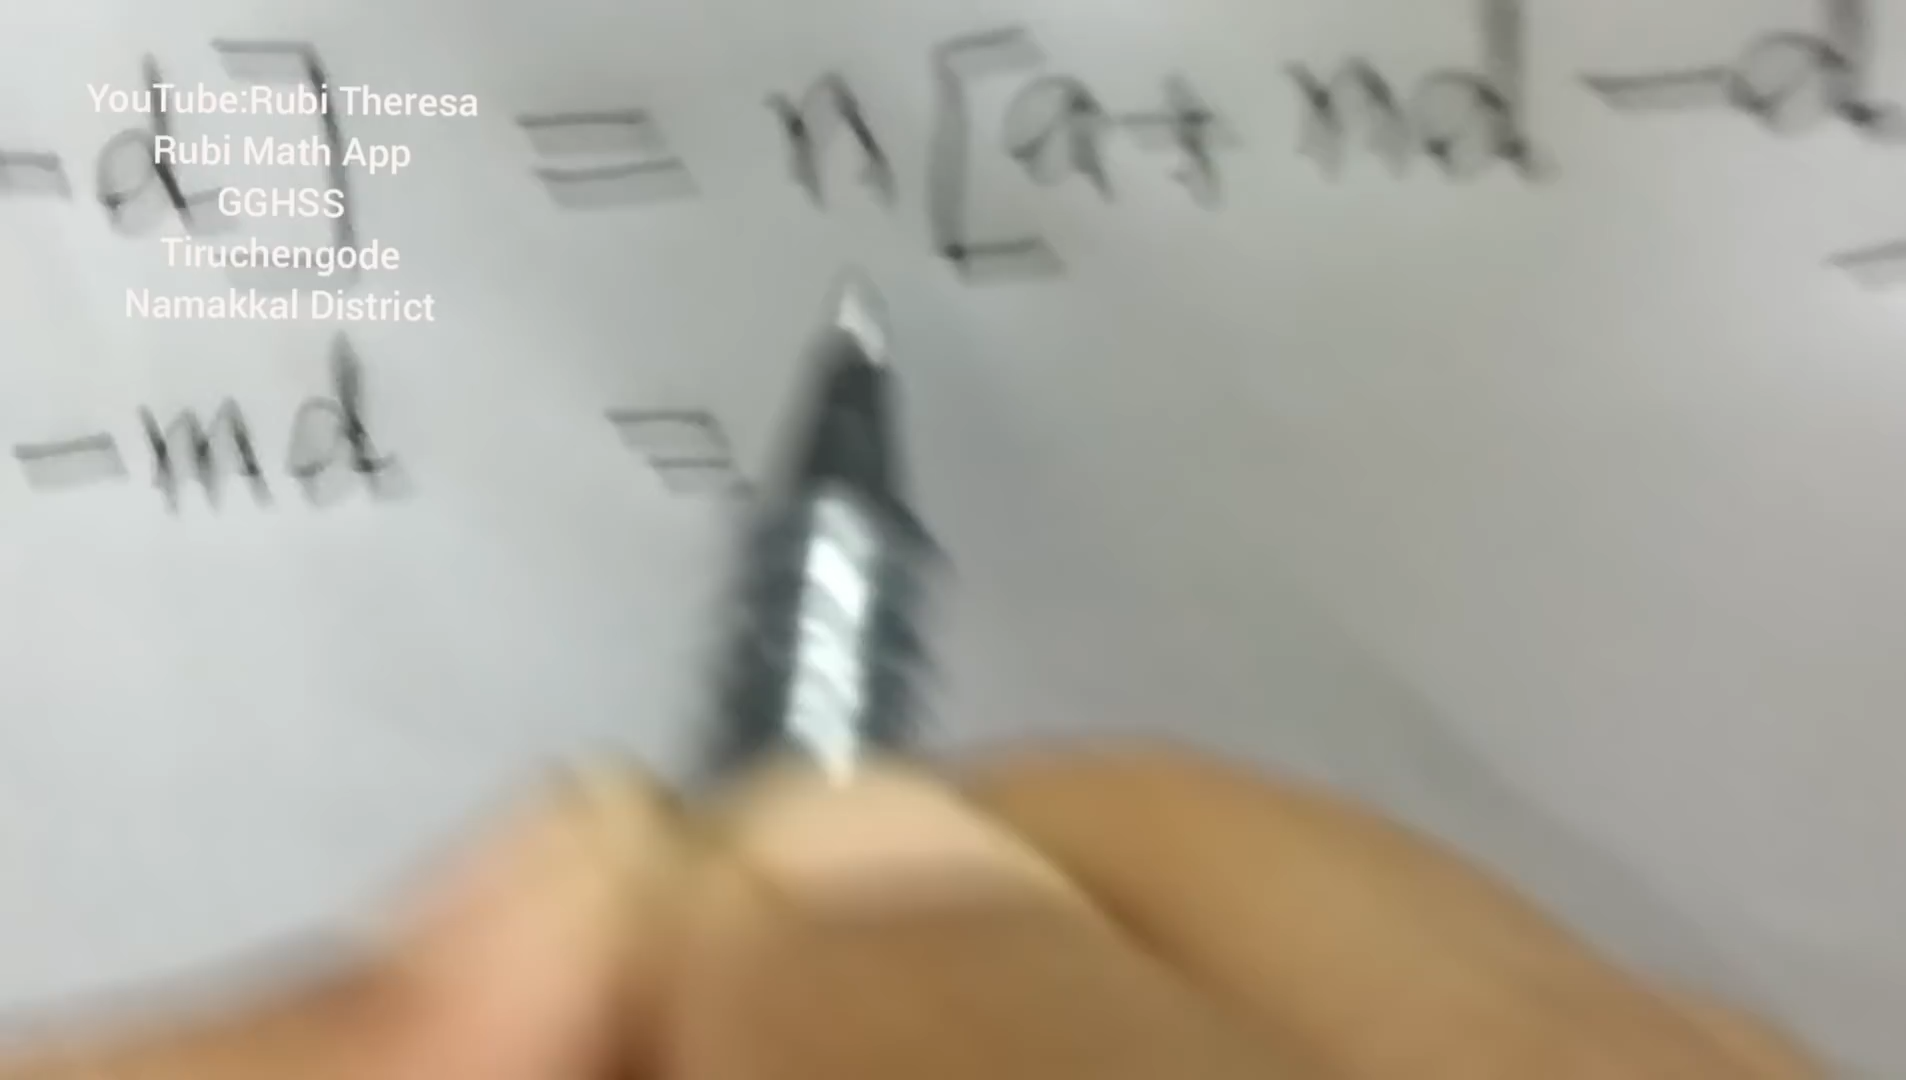 YouTube:Rubi Theresa
Rubi Math App
GGHSS
Tiruchengode
Namakkal District
-d] = n[a+nd-d
-md =